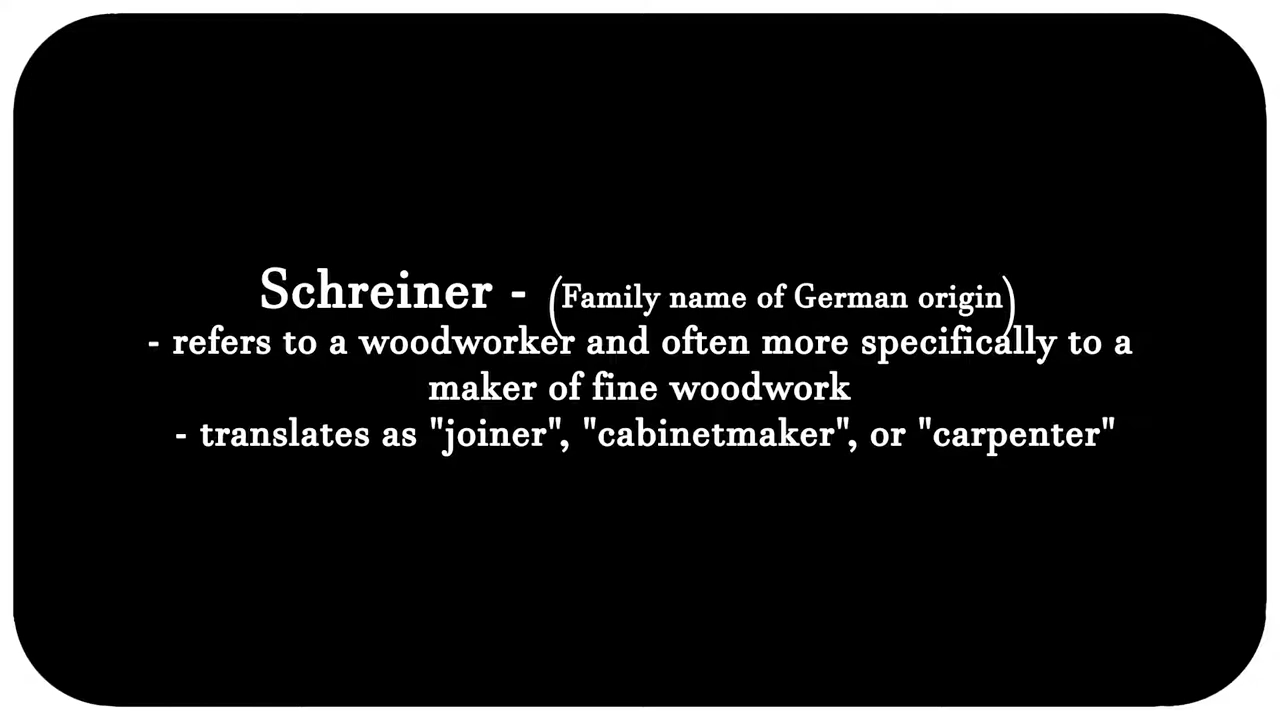 Schreiner - (Family name of German origin)
- refers to a woodworker and often more specifically to a
maker of fine woodwork
- translates as "joiner", "cabinetmaker", or "carpenter"